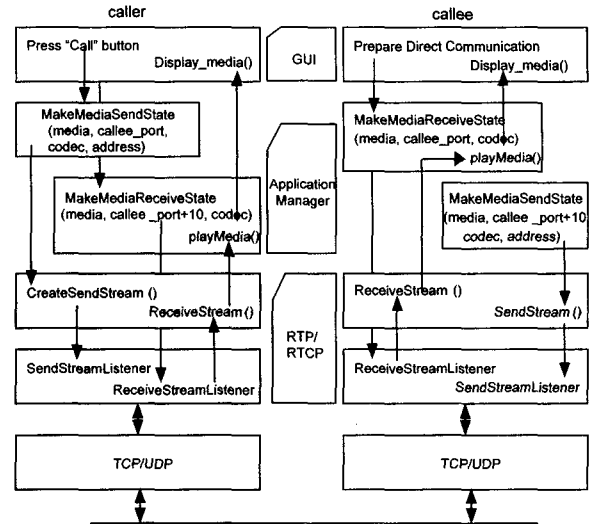 caller
callee
Press "Call" button
Display_media()
GUI
Prepare Direct Communication
Display_media()
MakeMediaSendState
(media, callee_port,
codec, address)
MakeMediaReceiveState
(media, callee _port+10, codec)
playMedia()
Application
Manager
MakeMediaReceiveState
(media, callee_port, codec)
playMedia()
MakeMediaSendState
(media, callee _port+10,
codec, address)
CreateSendStream ()
ReceiveStream ()
RTP/
RTCP
ReceiveStream ()
SendStream ()
SendStreamListener
ReceiveStreamListener
ReceiveStreamListener
SendStreamListener
TCP/UDP
TCP/UDP